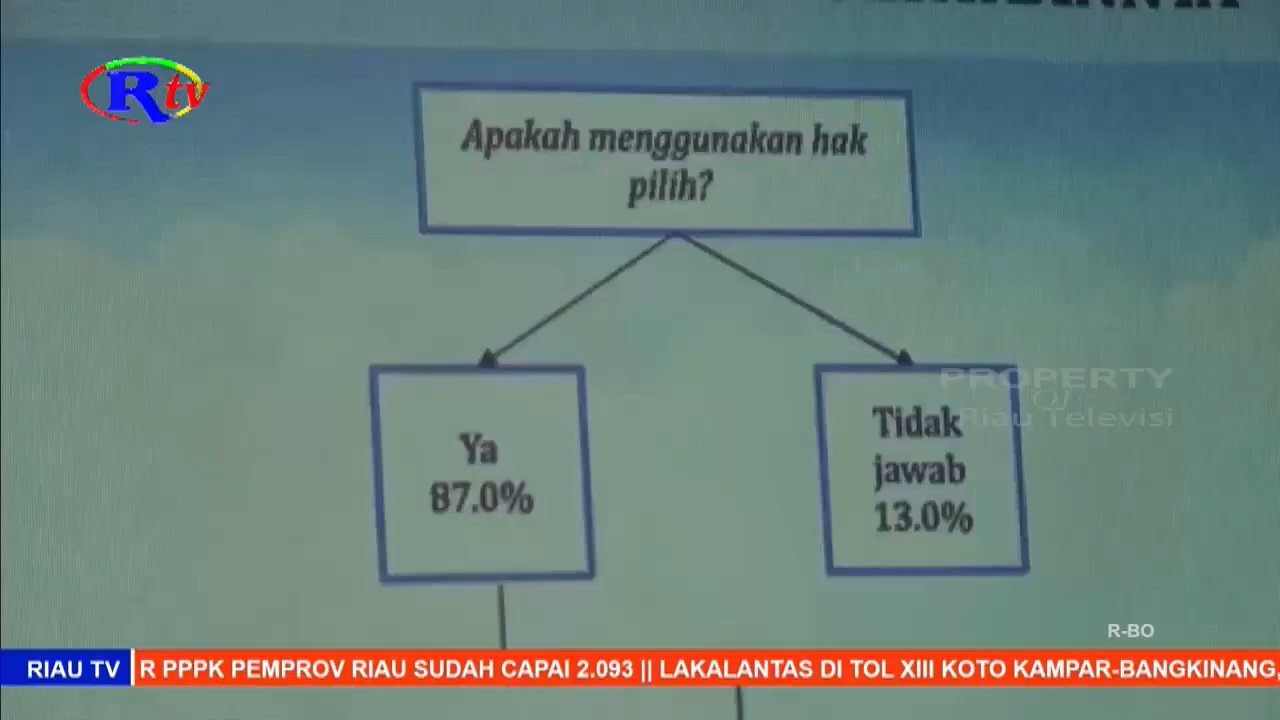 Rtv
Apakah menggunakan hak
pilih?
Ya
87.0%
Tidak
jawab
13.0%
PROPERTY
OF
Riau Televisi
R-BO
RIAU TV
R PPPK PEMPROV RIAU SUDAH CAPAI 2.093 || LAKALANTAS DI TOL XIII KOTO KAMPAR-BANGKINANG,